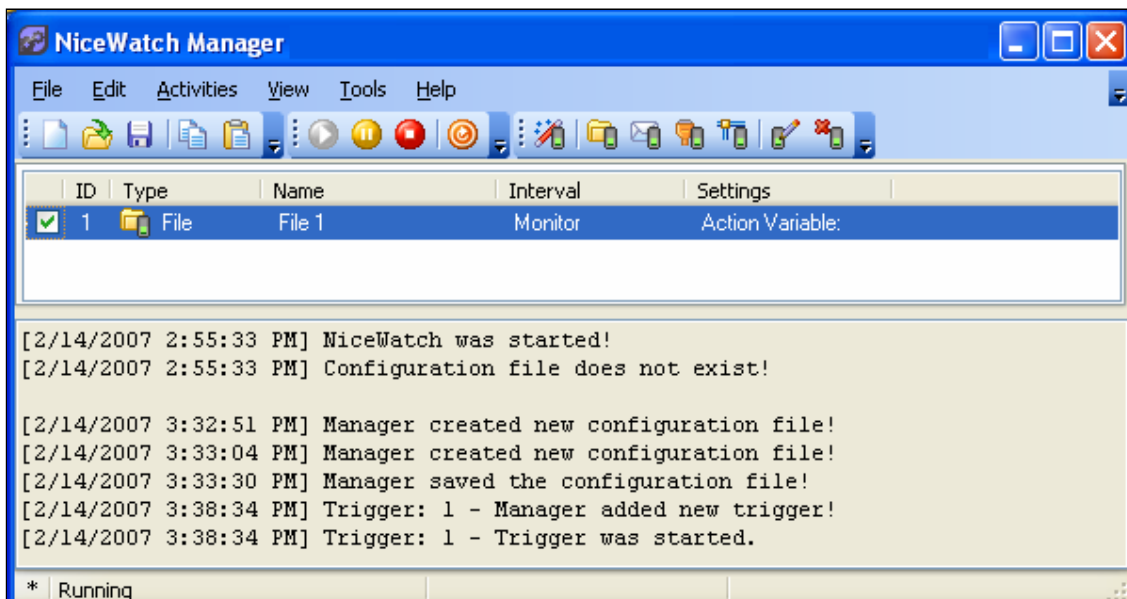 NiceWatch Manager
File Edit Activities View Tools Help
ID Type Name Interval Settings
1 File File 1 Monitor Action Variable:
[2/14/2007 2:55:33 PM] NiceWatch was started!
[2/14/2007 2:55:33 PM] Configuration file does not exist!
[2/14/2007 3:32:51 PM] Manager created new configuration file!
[2/14/2007 3:33:04 PM] Manager created new configuration file!
[2/14/2007 3:33:30 PM] Manager saved the configuration file!
[2/14/2007 3:38:34 PM] Trigger: 1 - Manager added new trigger!
[2/14/2007 3:38:34 PM] Trigger: 1 - Trigger was started.
* Running